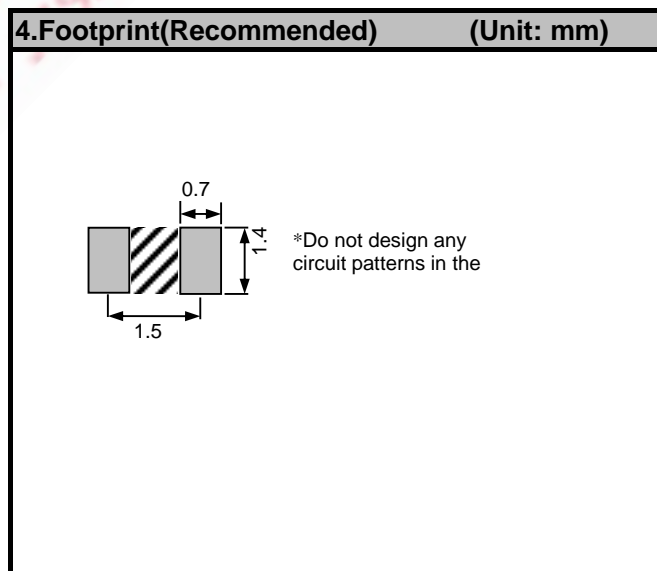 4.Footprint(Recommended) (Unit: mm)
0.7
1.4
*Do not design any
circuit patterns in the
1.5